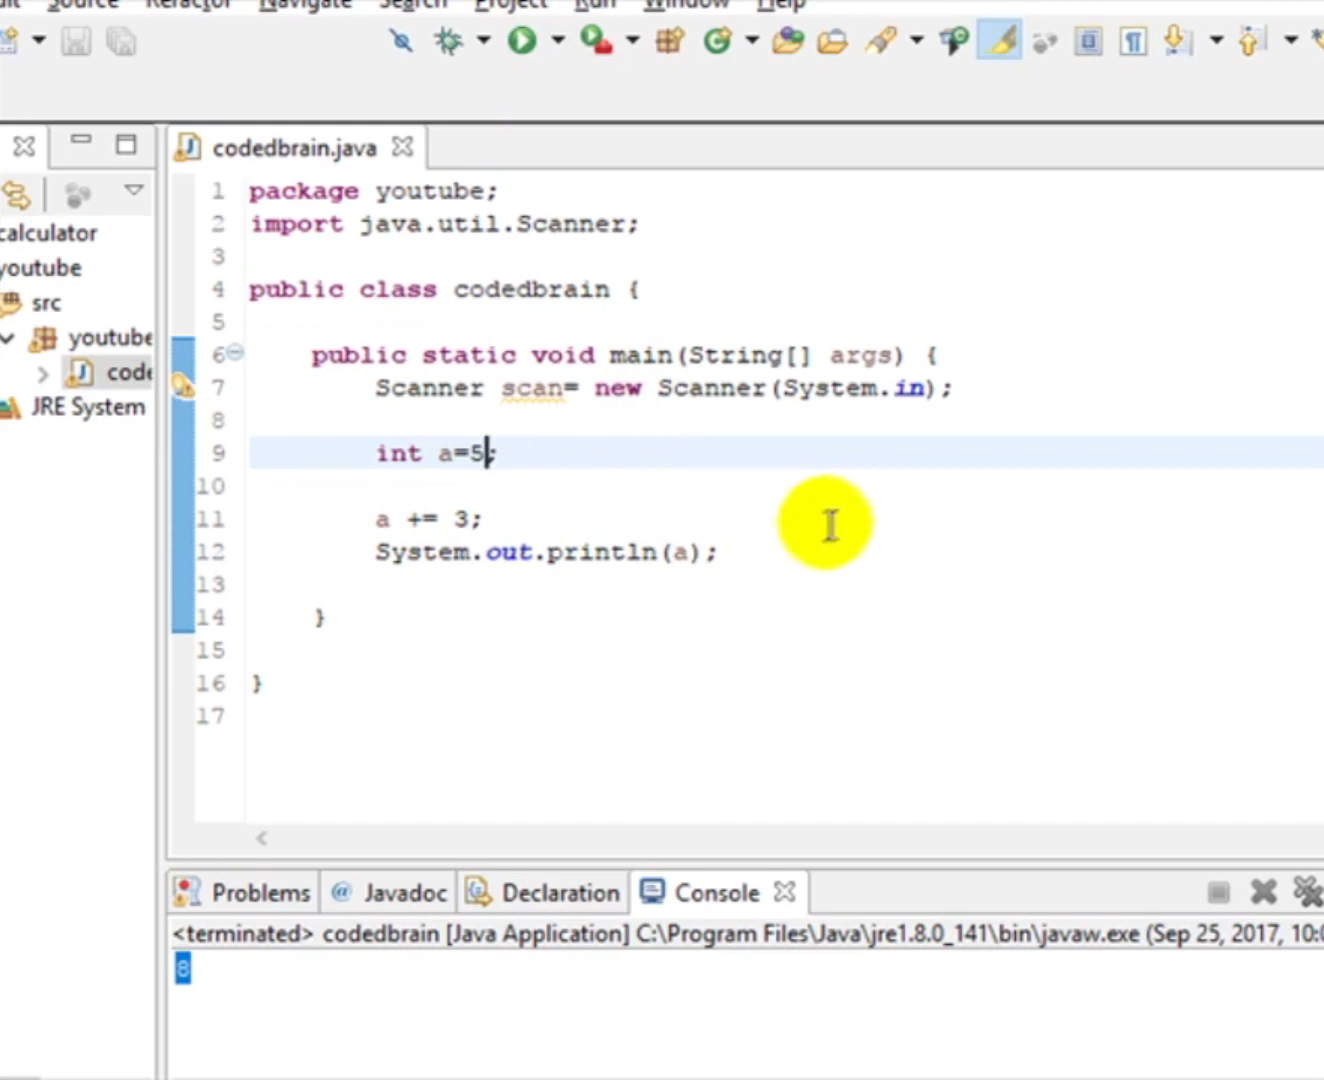 Source Refactor Navigate Search Project Run Window Help
codedbrain.java
calculator
youtube
src
youtube
JRE System
1 package youtube;
2 import java.util.Scanner;
3
4 public class codedbrain {
5
6 public static void main(String[] args) {
7 Scanner scan= new Scanner(System.in);
8
9 int a=5;
10
11 a += 3;
12 System.out.println(a);
13
14 }
15
16 }
17
Problems @ Javadoc Declaration Console
<terminated> codedbrain [Java Application] C:\Program Files\Java\jre1.8.0_141\bin\javaw.exe (Sep 25, 2017, 10:0
8